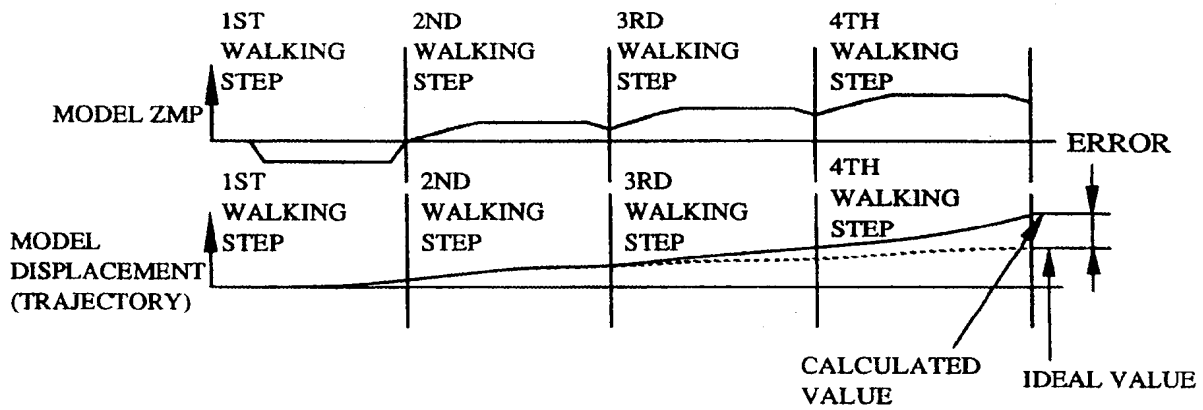 1ST
WALKING
STEP
2ND
WALKING
STEP
3RD
WALKING
STEP
4TH
WALKING
STEP
MODEL ZMP
ERROR
1ST
WALKING
STEP
2ND
WALKING
STEP
3RD
WALKING
STEP
4TH
WALKING
STEP
MODEL
DISPLACEMENT
(TRAJECTORY)
CALCULATED
VALUE
IDEAL VALUE